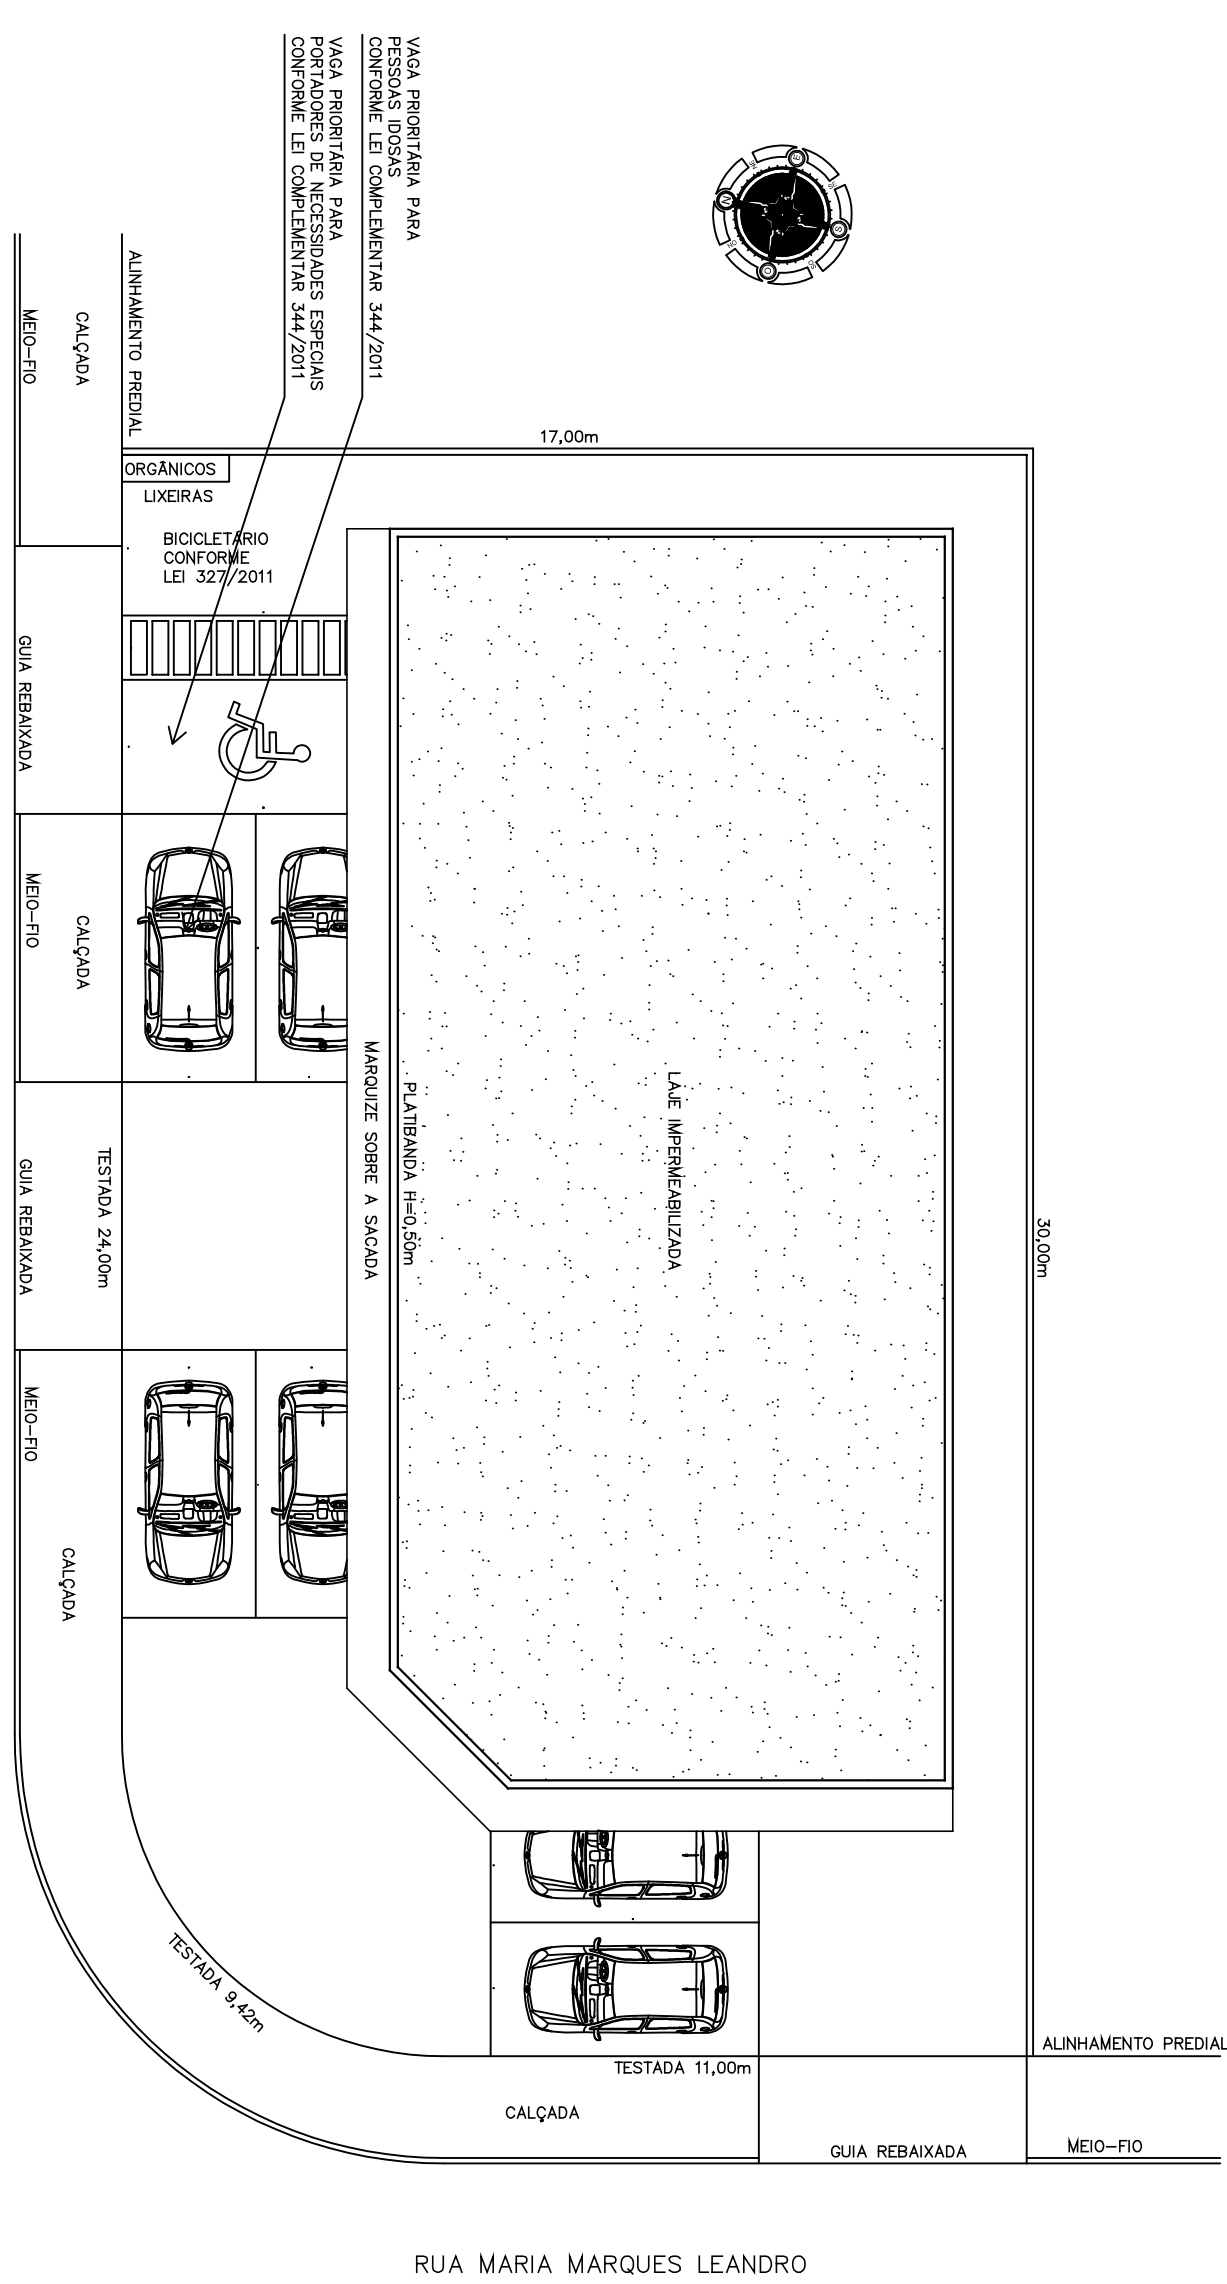 VAGA PRIORITÁRIA PARA
PESSOAS IDOSAS
CONFORME LEI COMPLEMENTAR 344/2011
VAGA PRIORITÁRIA PARA
PORTADORES DE NECESSIDADES ESPECIAIS
CONFORME LEI COMPLEMENTAR 344/2011
E
SE
S
SO
O
NO
N
NE
ALINHAMENTO PREDIAL
CALÇADA
MEIO-FIO
17,00m
ORGÂNICOS
LIXEIRAS
BICICLETÁRIO
CONFORME
LEI 327/2011
GUIA REBAIXADA
MEIO-FIO
CALÇADA
MARQUIZE SOBRE A SACADA
PLATIBANDA H=0,50m
LAJE IMPERMEABILIZADA
30,00m
TESTADA 24,00m
GUIA REBAIXADA
MEIO-FIO
CALÇADA
TESTADA 9,42m
TESTADA 11,00m
ALINHAMENTO PREDIAL
CALÇADA
GUIA REBAIXADA
MEIO-FIO
RUA MARIA MARQUES LEANDRO